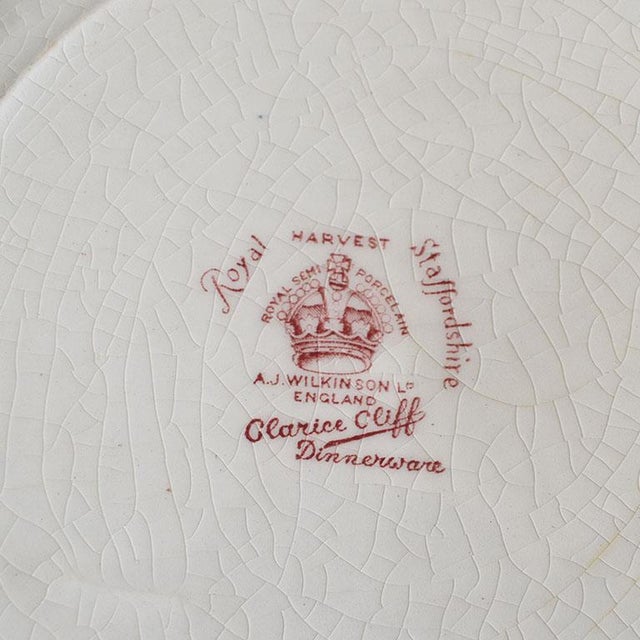 HARVEST
Royal Staffordshire
ROYAL SEMI PORCELAIN
A.J. WILKINSON LTD
ENGLAND
Clarice Cliff
Dinnerware